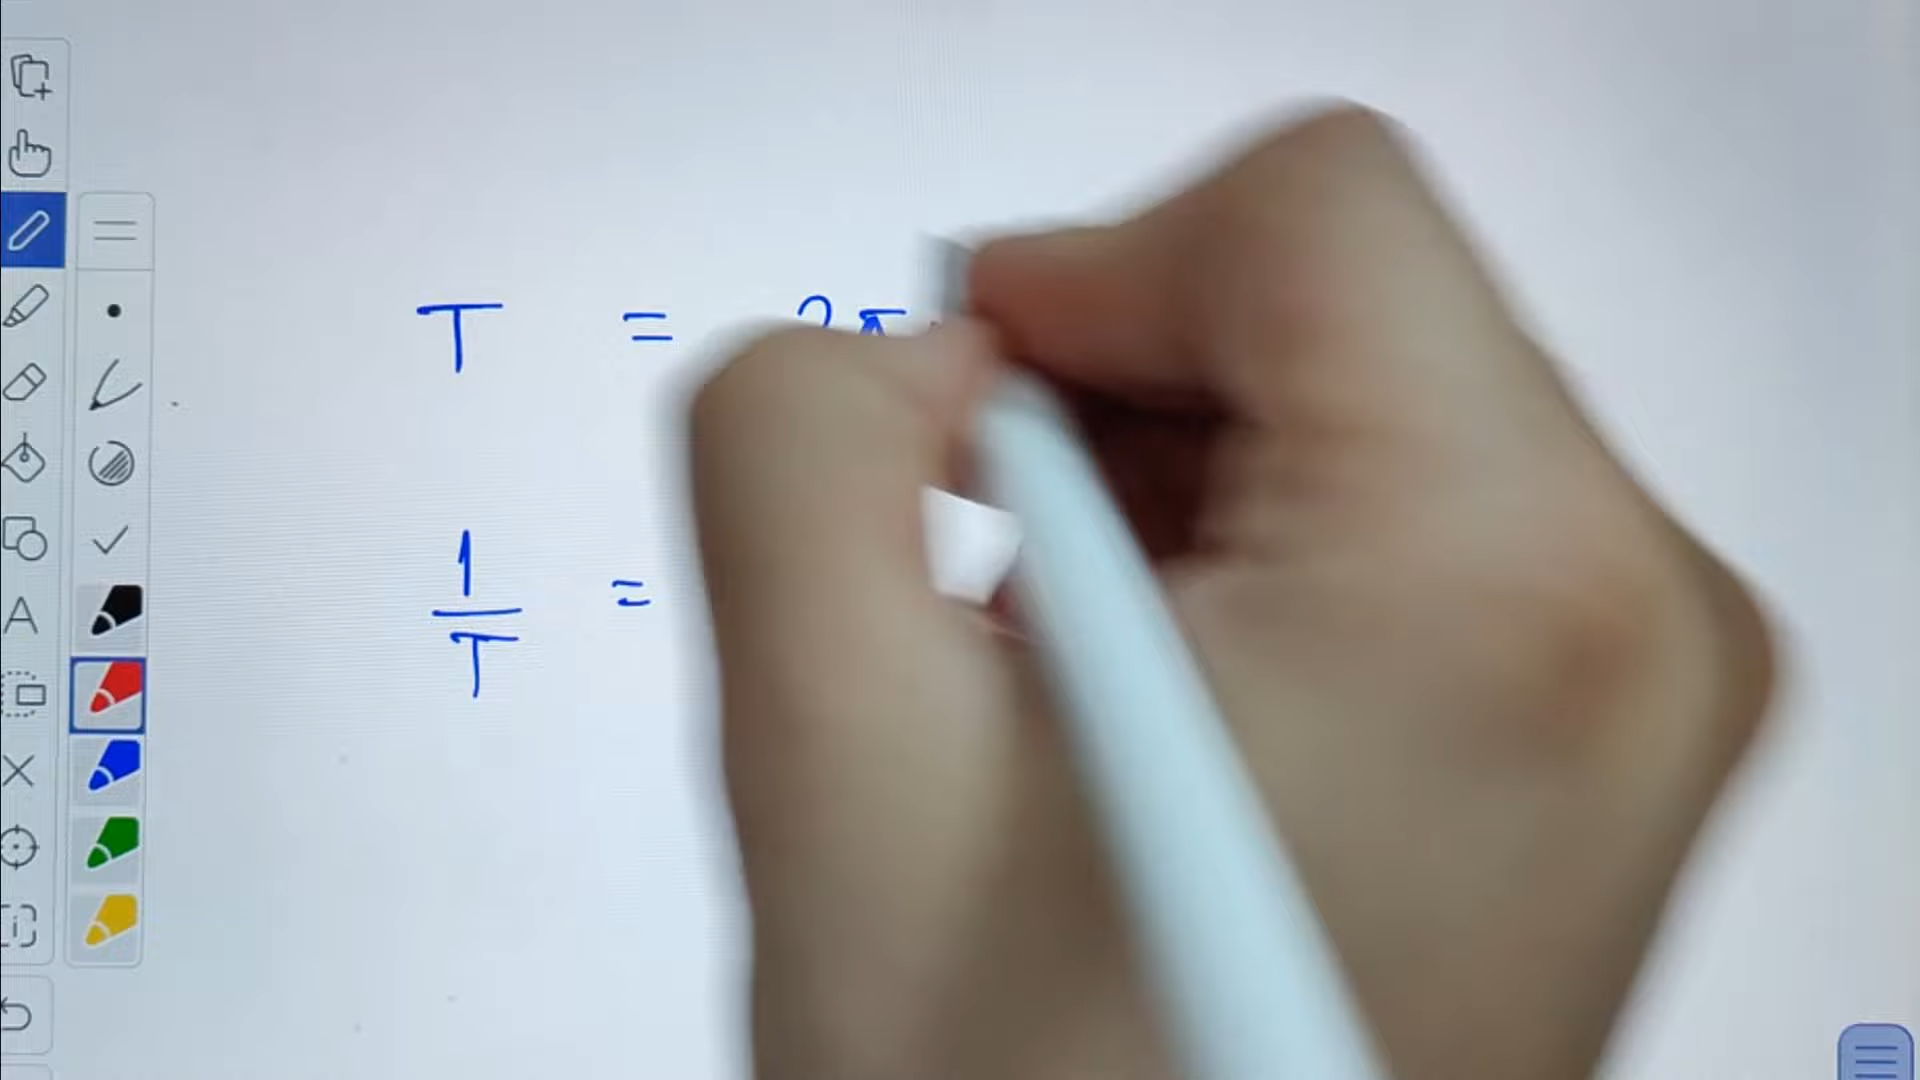 T = 2π
1/T =